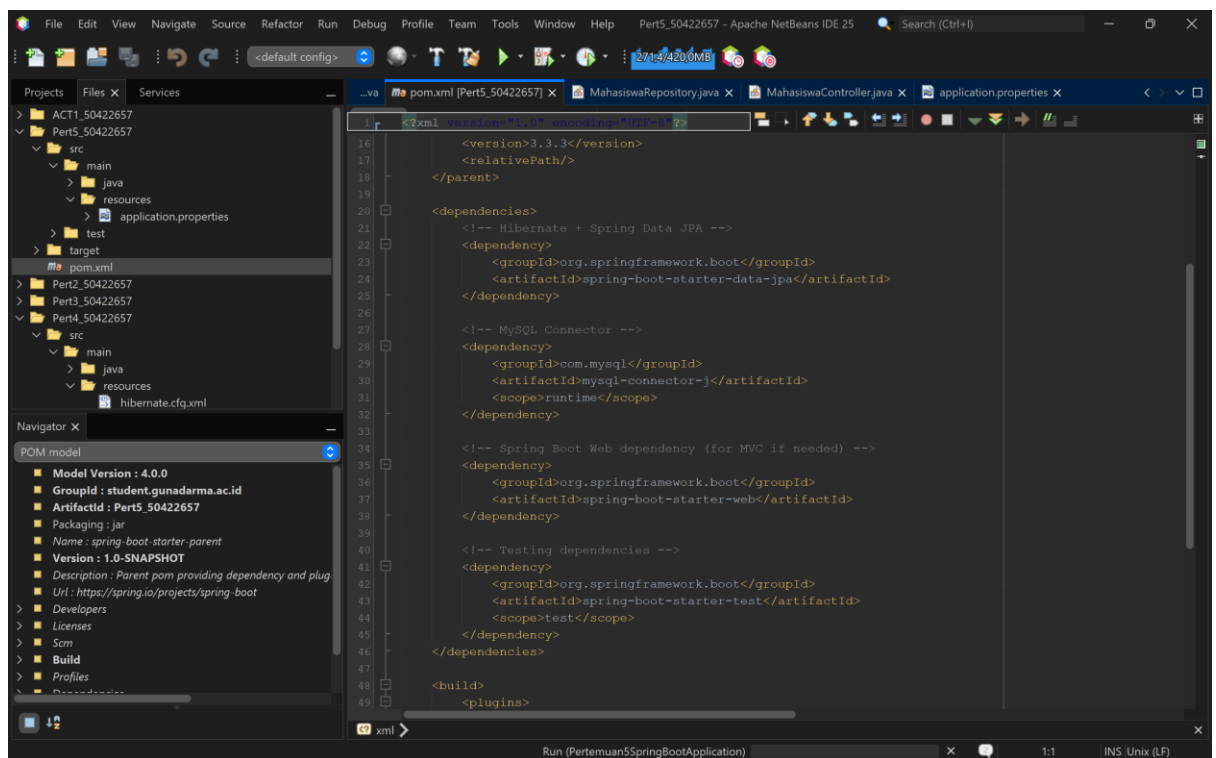 File Edit View Navigate Source Refactor Run Debug Profile Team Tools Window Help Pert5_50422657 - Apache NetBeans IDE 25 Search (Ctrl+I)
<default config> 271,4/420,0MB
Projects Files Services
...va pom.xml [Pert5_50422657] MahasiswaRepository.java MahasiswaController.java application.properties
ACT1_50422657
Pert5_50422657
src
main
java
resources
application.properties
test
target
pom.xml
Pert2_50422657
Pert3_50422657
Pert4_50422657
src
main
java
resources
hibernate.cfg.xml
Navigator
POM model
Model Version : 4.0.0
GroupId : student.gunadarma.ac.id
ArtifactId : Pert5_50422657
Packaging : jar
Name : spring-boot-starter-parent
Version : 1.0-SNAPSHOT
Description : Parent pom providing dependency and plug
Url : https://spring.io/projects/spring-boot
Developers
Licenses
Scm
Build
Profiles
Dependencies
1 <?xml version="1.0" encoding="UTF-8"?>
16 <version>3.3.3</version>
17 <relativePath/>
18 </parent>
19
20 <dependencies>
21 <!-- Hibernate + Spring Data JPA -->
22 <dependency>
23 <groupId>org.springframework.boot</groupId>
24 <artifactId>spring-boot-starter-data-jpa</artifactId>
25 </dependency>
26
27 <!-- MySQL Connector -->
28 <dependency>
29 <groupId>com.mysql</groupId>
30 <artifactId>mysql-connector-j</artifactId>
31 <scope>runtime</scope>
32 </dependency>
33
34 <!-- Spring Boot Web dependency (for MVC if needed) -->
35 <dependency>
36 <groupId>org.springframework.boot</groupId>
37 <artifactId>spring-boot-starter-web</artifactId>
38 </dependency>
39
40 <!-- Testing dependencies -->
41 <dependency>
42 <groupId>org.springframework.boot</groupId>
43 <artifactId>spring-boot-starter-test</artifactId>
44 <scope>test</scope>
45 </dependency>
46 </dependencies>
47
48 <build>
49 <plugins>
xml
Run (Pertemuan5SpringBootApplication) 1:1 INS Unix (LF)